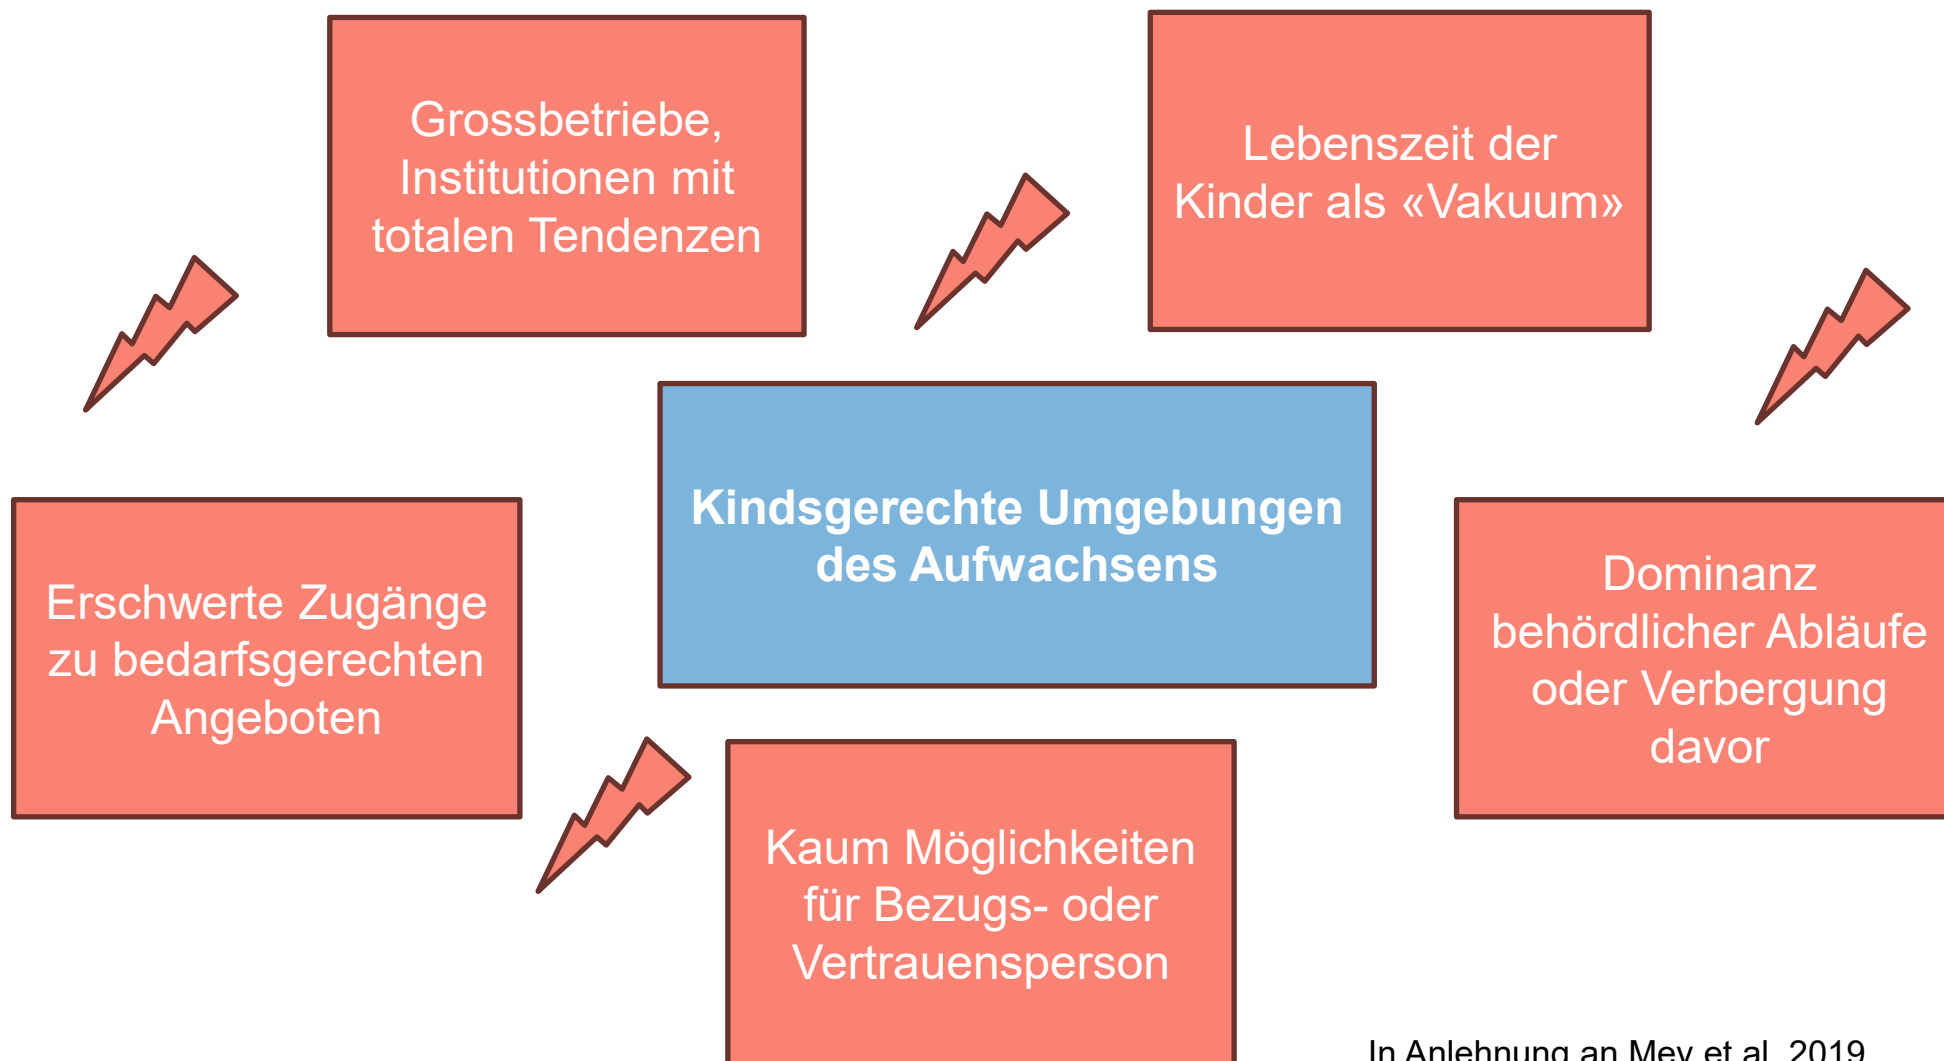 Grossbetriebe,
Institutionen mit
totalen Tendenzen
Lebenszeit der
Kinder als «Vakuum»
Kindsgerechte Umgebungen
des Aufwachsens
Erschwerte Zugänge
zu bedarfsgerechten
Angeboten
Dominanz
behördlicher Abläufe
oder Verbergung
davor
Kaum Möglichkeiten
für Bezugs- oder
Vertrauensperson
In Anlehnung an Mey et al. 2019